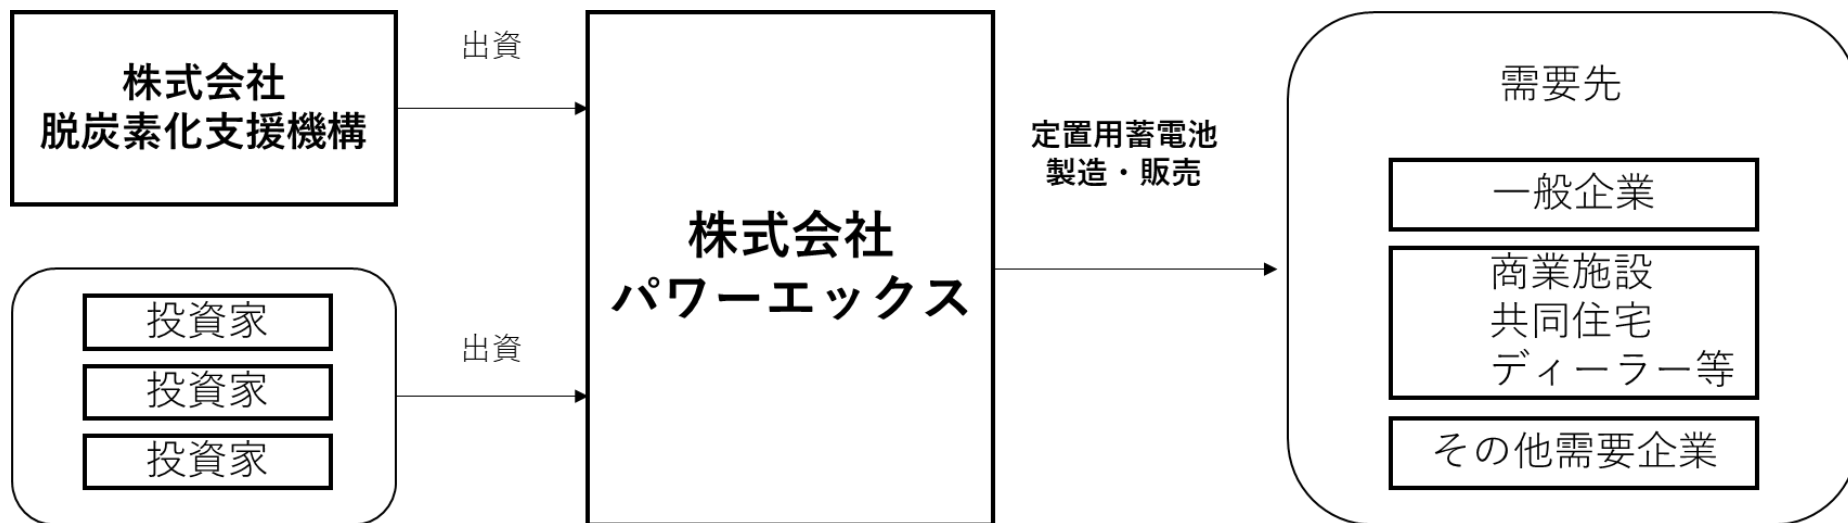 株式会社
脱炭素化支援機構
出資
投資家
投資家
投資家
出資
株式会社
パワーエックス
定置用蓄電池
製造・販売
需要先
一般企業
商業施設
共同住宅
ディーラー等
その他需要企業